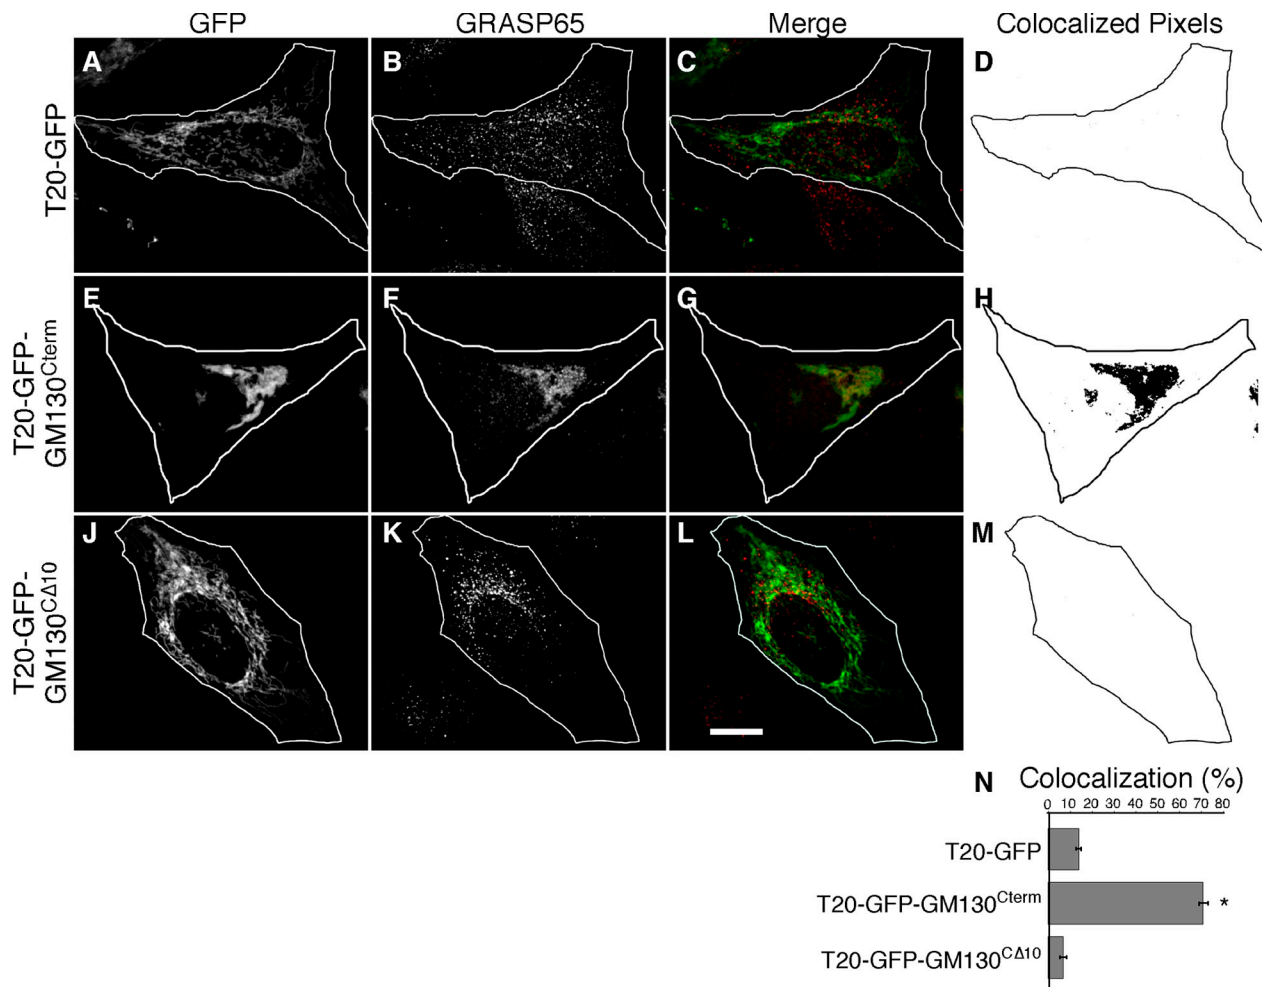 GFP GRASP65 Merge Colocalized Pixels
T20-GFP
A B C D
T20-GFP-
GM130Cterm
E F G H
T20-GFP-
GM130CΔ10
J K L M
N Colocalization (%)
0 10 20 30 40 50 60 70 80
T20-GFP
T20-GFP-GM130Cterm *
T20-GFP-GM130CΔ10